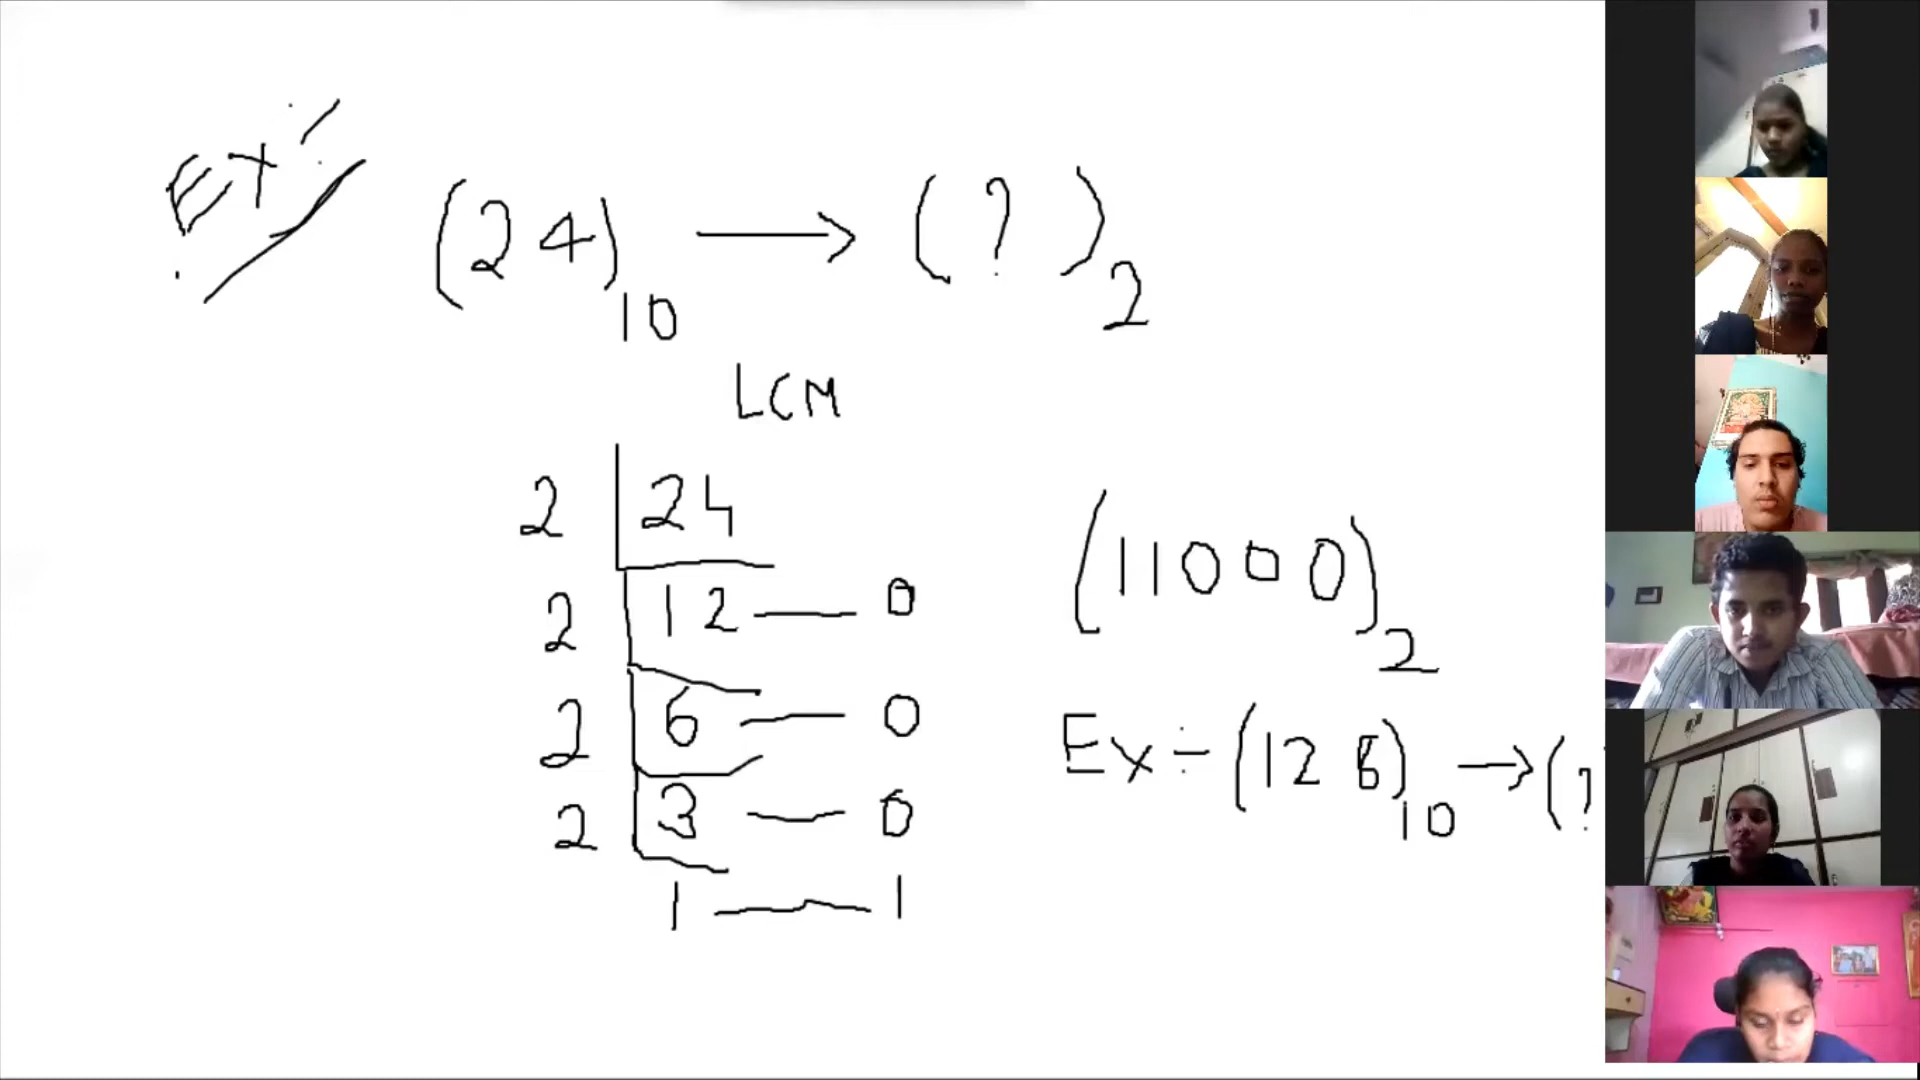 Ex:
(24)10 → (?)2
LCM
2 | 24
2 | 12 — 0
2 | 6 — 0
2 | 3 — 0
1 — 1
(11000)2
Ex ÷ (126)10 → (?